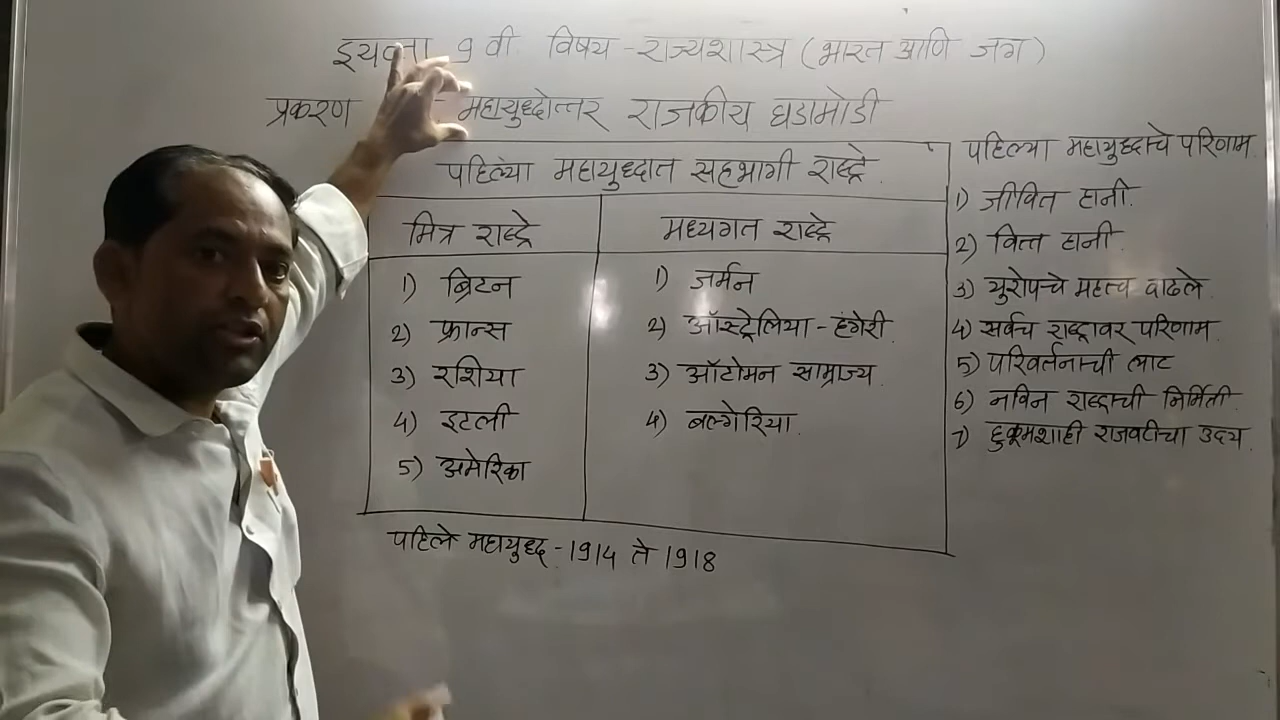 इयत्ता 9 वी. विषय - राज्यशास्त्र (भारत आणि जग)
प्रकरण - महायुध्दोत्तर राजकीय घडामोडी
पहिल्या महायुध्दात सहभागी राष्ट्रे.
मित्र राष्ट्रे
1) ब्रिटन
2) फ्रान्स
3) रशिया
4) इटली
5) अमेरिका
मध्यगत राष्ट्रे
1) जर्मन
2) ऑस्ट्रेलिया - हंगेरी.
3) ऑटोमन साम्राज्य.
4) बल्गेरिया.
पहिले महायुध्द - 1914 ते 1918
पहिल्या महायुध्दाचे परिणाम.
1) जीवित हानी.
2) वित्त हानी.
3) युरोपचे महत्व वाढले.
4) सर्वच राष्ट्रावर परिणाम.
5) परिवर्तनाची लाट
6) नविन राष्ट्राची निर्मिती.
7) हुकूमशाही राजवटीचा उदय.